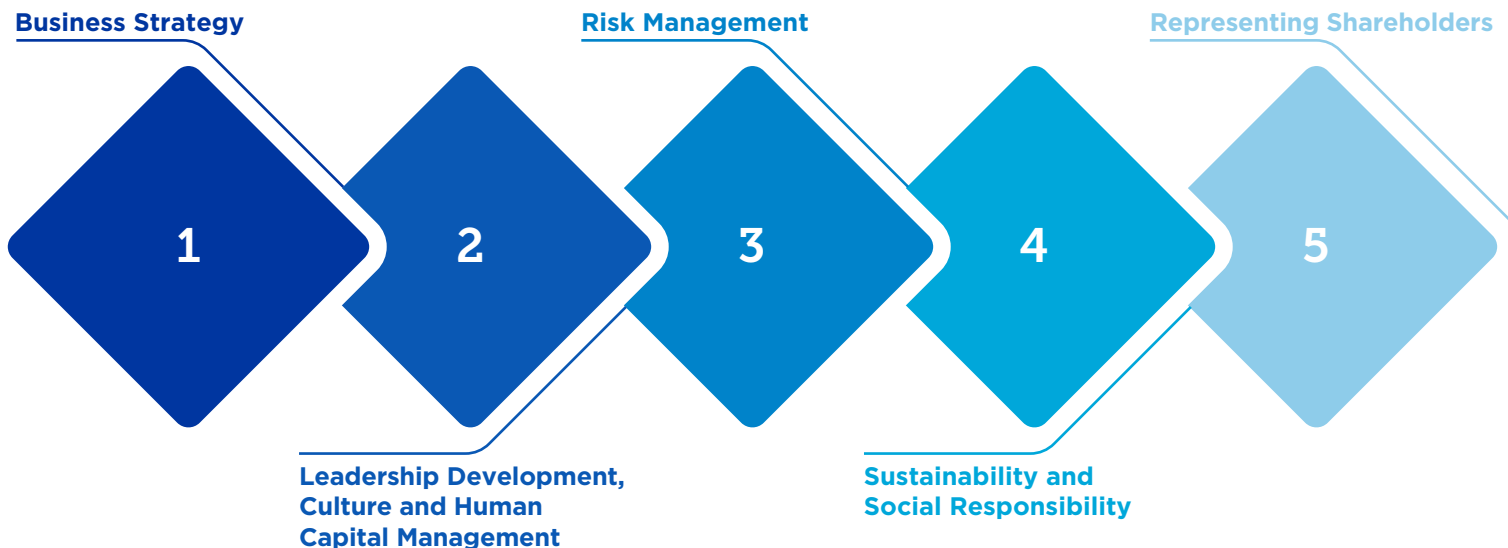 Business Strategy
Risk Management
Representing Shareholders
1
2
3
4
5
Leadership Development,
Culture and Human
Capital Management
Sustainability and
Social Responsibility